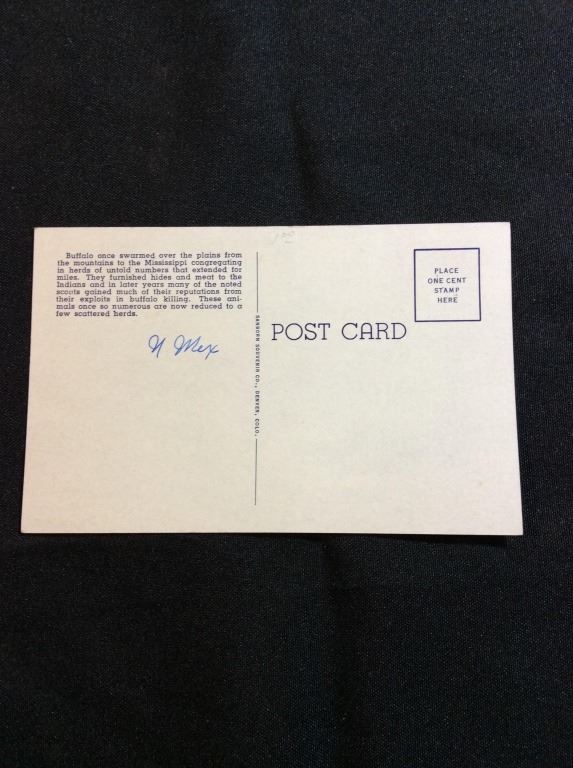 Buffalo once swarmed over the plains from
the mountains to the Mississippi congregating
in herds of untold numbers that extended for
miles. They furnished hides and meat to the
Indians and in later years many of the noted
scouts gained much of their reputations from
their exploits in buffalo killing. These ani-
mals once so numerous are now reduced to a
few scattered herds.
N Mex
SANBORN SOUVENIR CO., DENVER, COLO.
POST CARD
PLACE
ONE CENT
STAMP
HERE